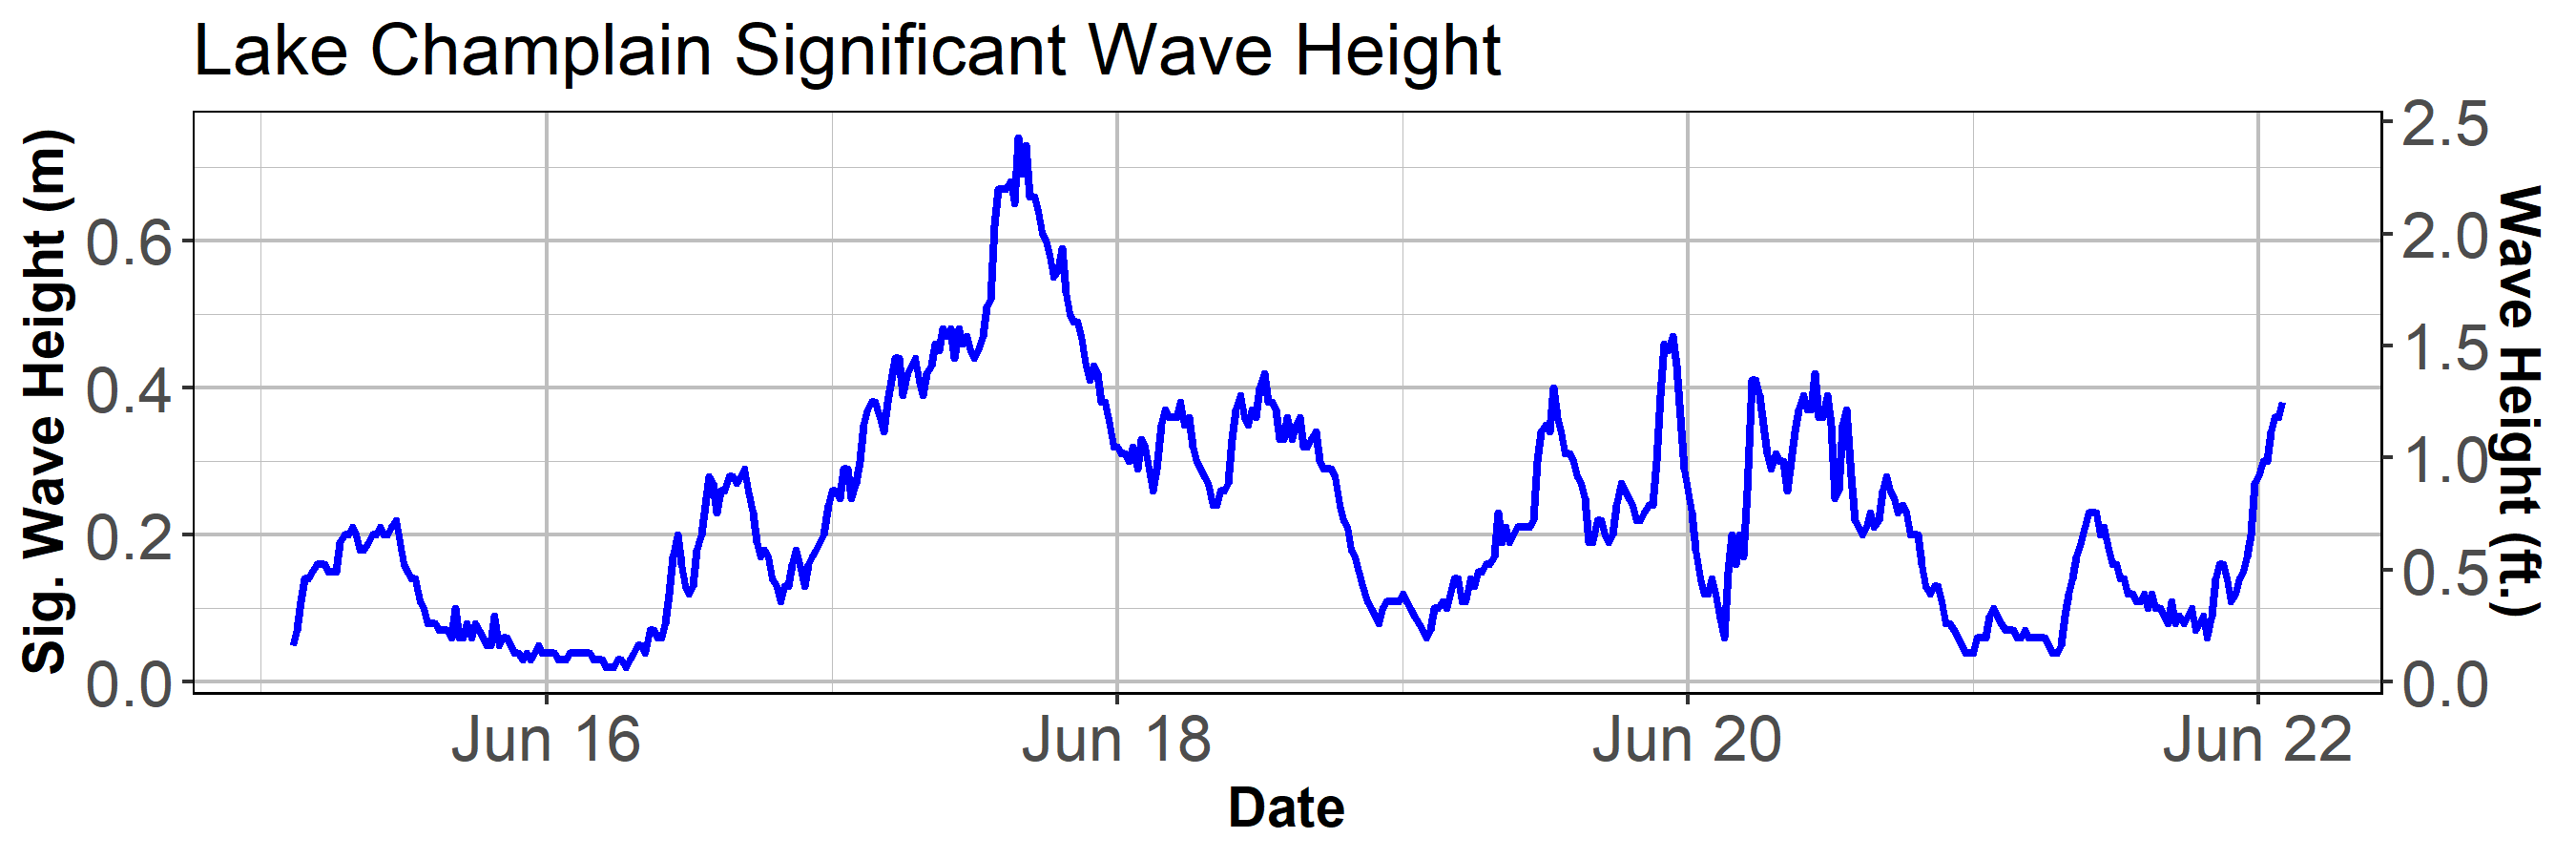 Lake Champlain Significant Wave Height
Sig. Wave Height (m)
0.6
0.4
0.2
0.0
2.5
2.0
1.5
1.0
0.5
0.0
Wave Height (ft.)
Jun 16
Jun 18
Jun 20
Jun 22
Date